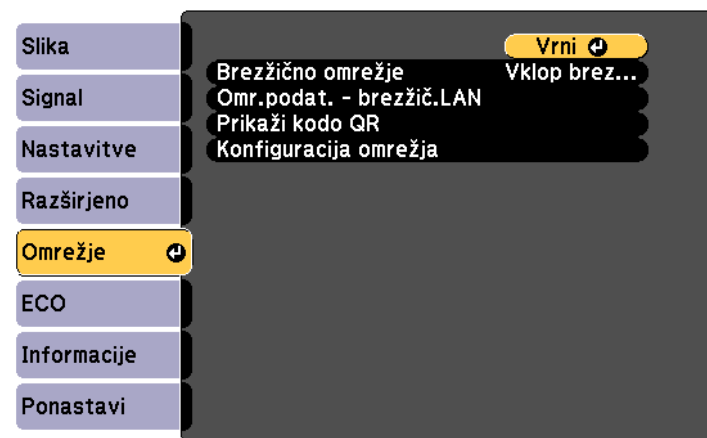 Slika
Signal
Nastavitve
Razširjeno
Omrežje
ECO
Informacije
Ponastavi
Vrni
Brezžično omrežje Vklop brez...
Omr.podat. - brezžič.LAN
Prikaži kodo QR
Konfiguracija omrežja